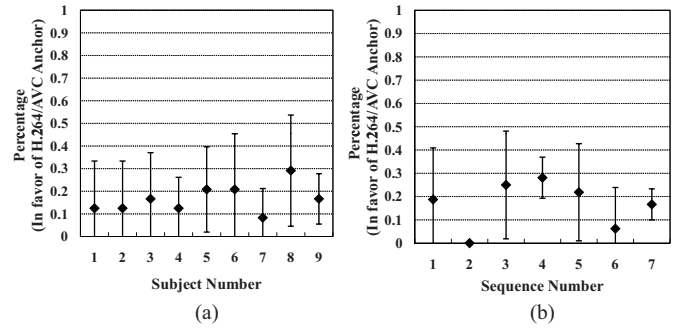 Percentage
(In favor of H.264/AVC Anchor)
1
0.9
0.8
0.7
0.6
0.5
0.4
0.3
0.2
0.1
0
1 2 3 4 5 6 7 8 9
Subject Number
(a)
Percentage
(In favor of H.264/AVC Anchor)
1
0.9
0.8
0.7
0.6
0.5
0.4
0.3
0.2
0.1
0
1 2 3 4 5 6 7
Sequence Number
(b)